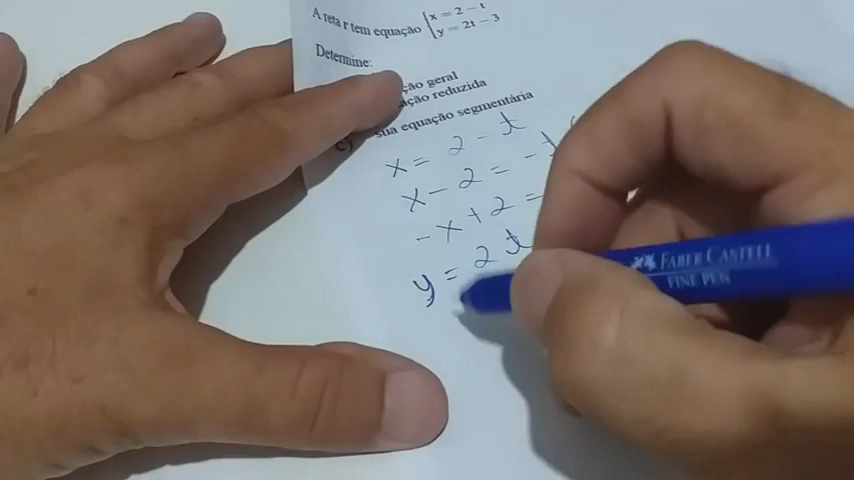 A reta r tem equação { x = 2 - t
y = 2t - 3
Determine:
ção geral
ação reduzida
c) sua equação segmentária
x = 2 - t
x - 2 = - t
- x + 2 =
y = 2t
FABER CASTELL
FINE PEN